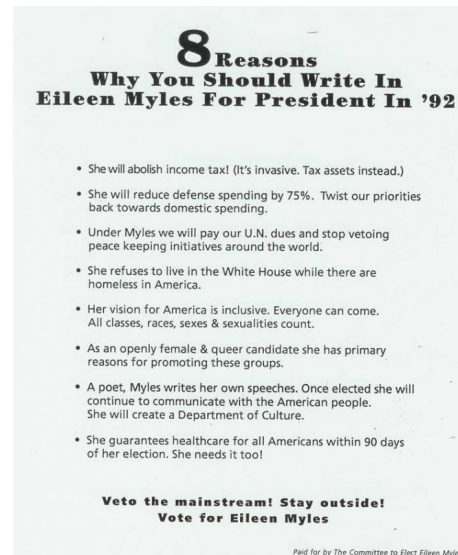 8 Reasons
Why You Should Write In
Eileen Myles For President In '92
• She will abolish income tax! (It's invasive. Tax assets instead.)
• She will reduce defense spending by 75%. Twist our priorities
back towards domestic spending.
• Under Myles we will pay our U.N. dues and stop vetoing
peace keeping initiatives around the world.
• She refuses to live in the White House while there are
homeless in America.
• Her vision for America is inclusive. Everyone can come.
All classes, races, sexes & sexualities count.
• As an openly female & queer candidate she has primary
reasons for promoting these groups.
• A poet, Myles writes her own speeches. Once elected she will
continue to communicate with the American people.
She will create a Department of Culture.
• She guarantees healthcare for all Americans within 90 days
of her election. She needs it too!
Veto the mainstream! Stay outside!
Vote for Eileen Myles
Paid for by The Committee to Elect Eileen Myle